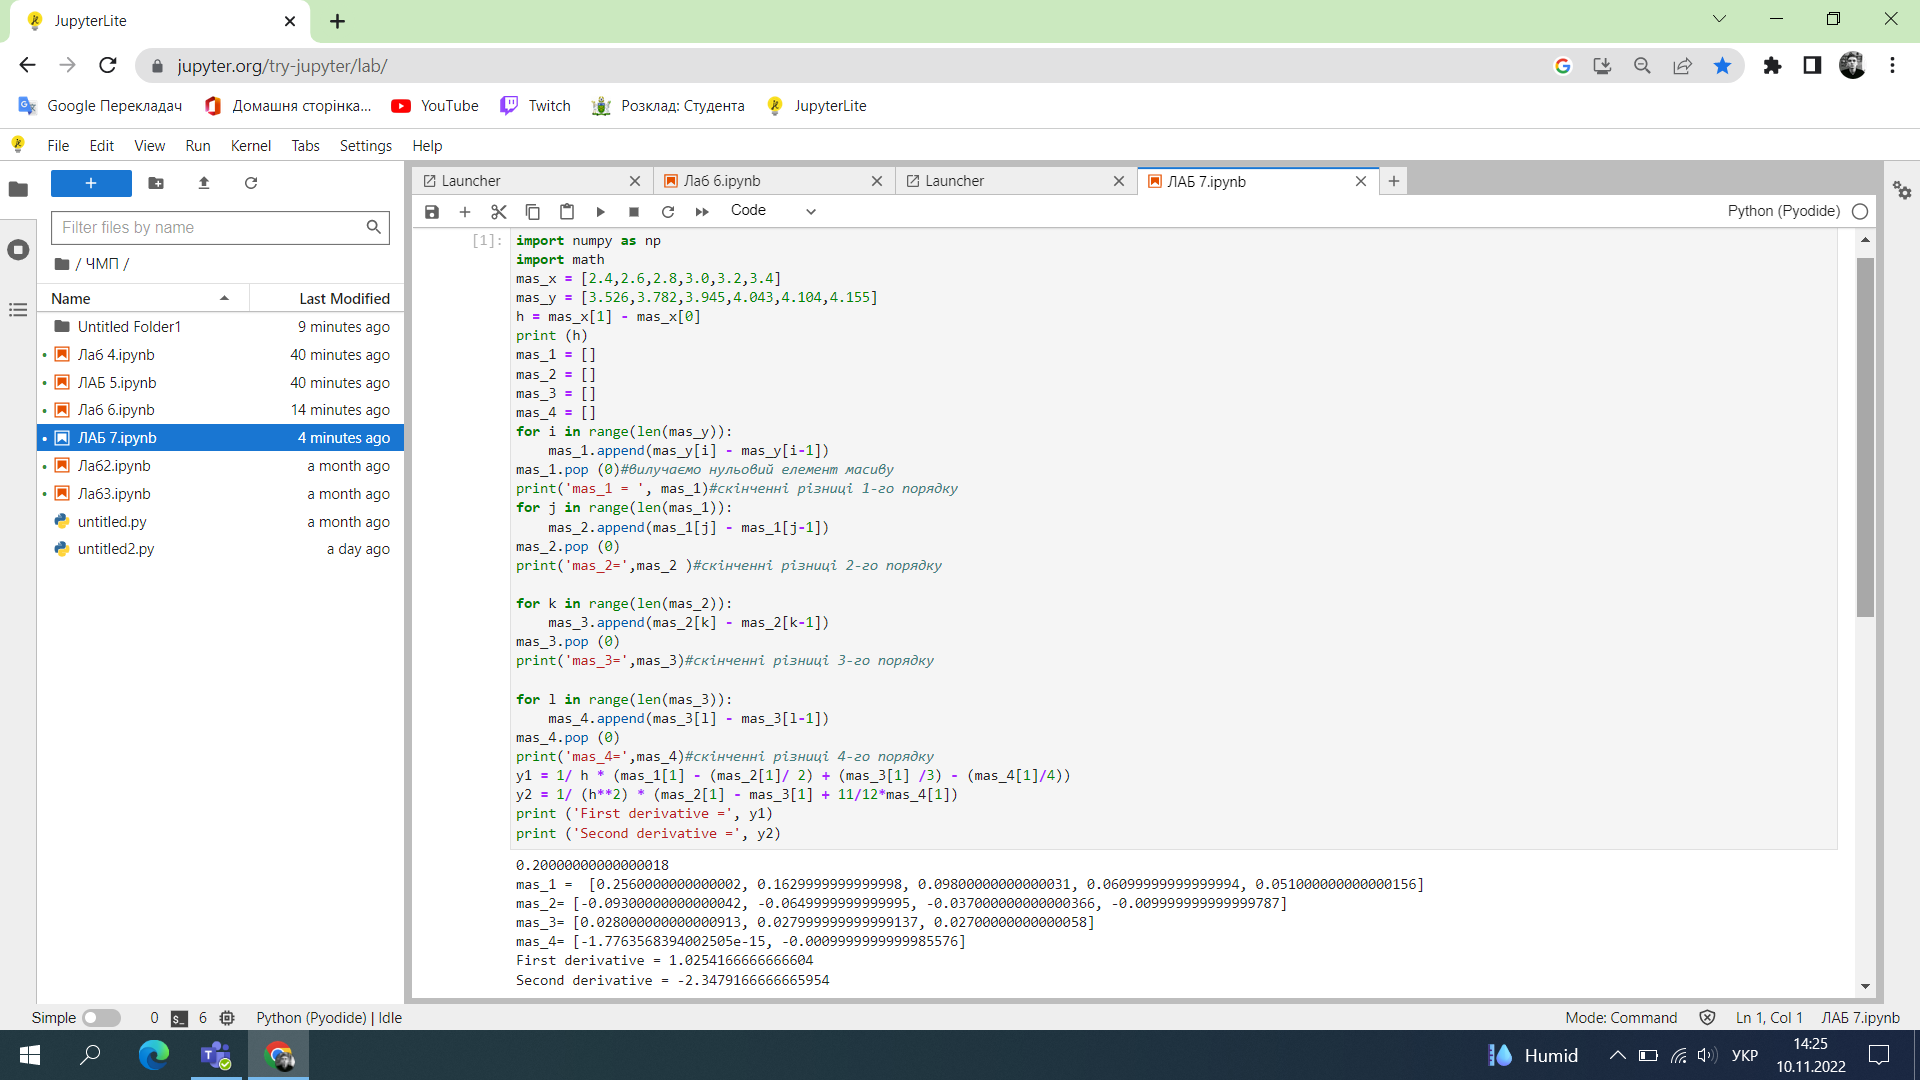 JupyterLite
jupyter.org/try-jupyter/lab/
Google Перекладач
Домашня сторінка...
YouTube
Twitch
Розклад: Студента
JupyterLite
File Edit View Run Kernel Tabs Settings Help
Filter files by name
/ ЧМП /
Name Last Modified
Untitled Folder1 9 minutes ago
Лаб 4.ipynb 40 minutes ago
ЛАБ 5.ipynb 40 minutes ago
Лаб 6.ipynb 14 minutes ago
ЛАБ 7.ipynb 4 minutes ago
Лаб2.ipynb a month ago
Лаб3.ipynb a month ago
untitled.py a month ago
untitled2.py a day ago
Launcher
Лаб 6.ipynb
Launcher
ЛАБ 7.ipynb
Code
Python (Pyodide)
[1]:
import numpy as np
import math
mas_x = [2.4,2.6,2.8,3.0,3.2,3.4]
mas_y = [3.526,3.782,3.945,4.043,4.104,4.155]
h = mas_x[1] - mas_x[0]
print (h)
mas_1 = []
mas_2 = []
mas_3 = []
mas_4 = []
for i in range(len(mas_y)):
    mas_1.append(mas_y[i] - mas_y[i-1])
mas_1.pop (0)#вилучаємо нульовий елемент масиву
print('mas_1 = ', mas_1)#скінченні різниці 1-го порядку
for j in range(len(mas_1)):
    mas_2.append(mas_1[j] - mas_1[j-1])
mas_2.pop (0)
print('mas_2=',mas_2 )#скінченні різниці 2-го порядку
for k in range(len(mas_2)):
    mas_3.append(mas_2[k] - mas_2[k-1])
mas_3.pop (0)
print('mas_3=',mas_3)#скінченні різниці 3-го порядку
for l in range(len(mas_3)):
    mas_4.append(mas_3[l] - mas_3[l-1])
mas_4.pop (0)
print('mas_4=',mas_4)#скінченні різниці 4-го порядку
y1 = 1/ h * (mas_1[1] - (mas_2[1]/ 2) + (mas_3[1] /3) - (mas_4[1]/4))
y2 = 1/ (h**2) * (mas_2[1] - mas_3[1] + 11/12*mas_4[1])
print ('First derivative =', y1)
print ('Second derivative =', y2)
0.20000000000000018
mas_1 =  [0.2560000000000002, 0.1629999999999998, 0.09800000000000031, 0.06099999999999994, 0.051000000000000156]
mas_2= [-0.09300000000000042, -0.0649999999999995, -0.037000000000000366, -0.009999999999999787]
mas_3= [0.028000000000000913, 0.027999999999999137, 0.02700000000000058]
mas_4= [-1.7763568394002505e-15, -0.0009999999999985576]
First derivative = 1.0254166666666604
Second derivative = -2.3479166666665954
Simple 0 6 Python (Pyodide) | Idle
Mode: Command Ln 1, Col 1 ЛАБ 7.ipynb
Humid УКР
14:25
10.11.2022